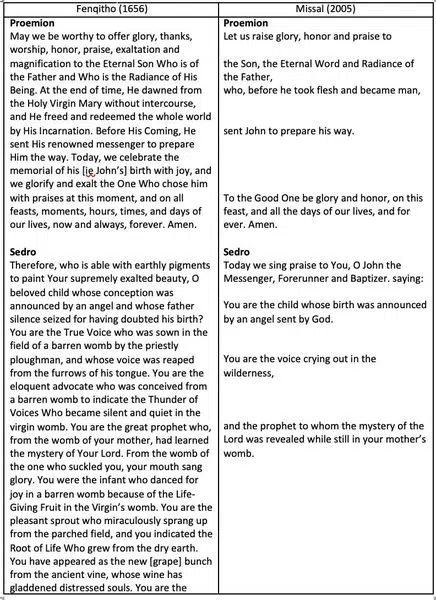 Fenqitho (1656)
Missal (2005)
Proemion
May we be worthy to offer glory, thanks,
worship, honor, praise, exaltation and
magnification to the Eternal Son Who is of
the Father and Who is the Radiance of His
Being. At the end of time, He dawned from
the Holy Virgin Mary without intercourse,
and He freed and redeemed the whole world
by His Incarnation. Before His Coming, He
sent His renowned messenger to prepare
Him the way. Today, we celebrate the
memorial of his [ie John's] birth with joy, and
we glorify and exalt the One Who chose him
with praises at this moment, and on all
feasts, moments, hours, times, and days of
our lives, now and always, forever. Amen.
Proemion
Let us raise glory, honor and praise to
the Son, the Eternal Word and Radiance of
the Father,
who, before he took flesh and became man,
sent John to prepare his way.
To the Good One be glory and honor, on this
feast, and all the days of our lives, and for
ever. Amen.
Sedro
Therefore, who is able with earthly pigments
to paint Your supremely exalted beauty, O
beloved child whose conception was
announced by an angel and whose father
silence seized for having doubted his birth?
You are the True Voice who was sown in the
field of a barren womb by the priestly
ploughman, and whose voice was reaped
from the furrows of his tongue. You are the
eloquent advocate who was conceived from
a barren womb to indicate the Thunder of
Voices Who became silent and quiet in the
virgin womb. You are the great prophet who,
from the womb of your mother, had learned
the mystery of Your Lord. From the womb of
the one who suckled you, your mouth sang
glory. You were the infant who danced for
joy in a barren womb because of the Life-
Giving Fruit in the Virgin's womb. You are the
pleasant sprout who miraculously sprang up
from the parched field, and you indicated the
Root of Life Who grew from the dry earth.
You have appeared as the new [grape] bunch
from the ancient vine, whose wine has
gladdened distressed souls. You are the
Sedro
Today we sing praise to You, O John the
Messenger, Forerunner and Baptizer. saying:
You are the child whose birth was announced
by an angel sent by God.
You are the voice crying out in the
wilderness,
and the prophet to whom the mystery of the
Lord was revealed while still in your mother's
womb.